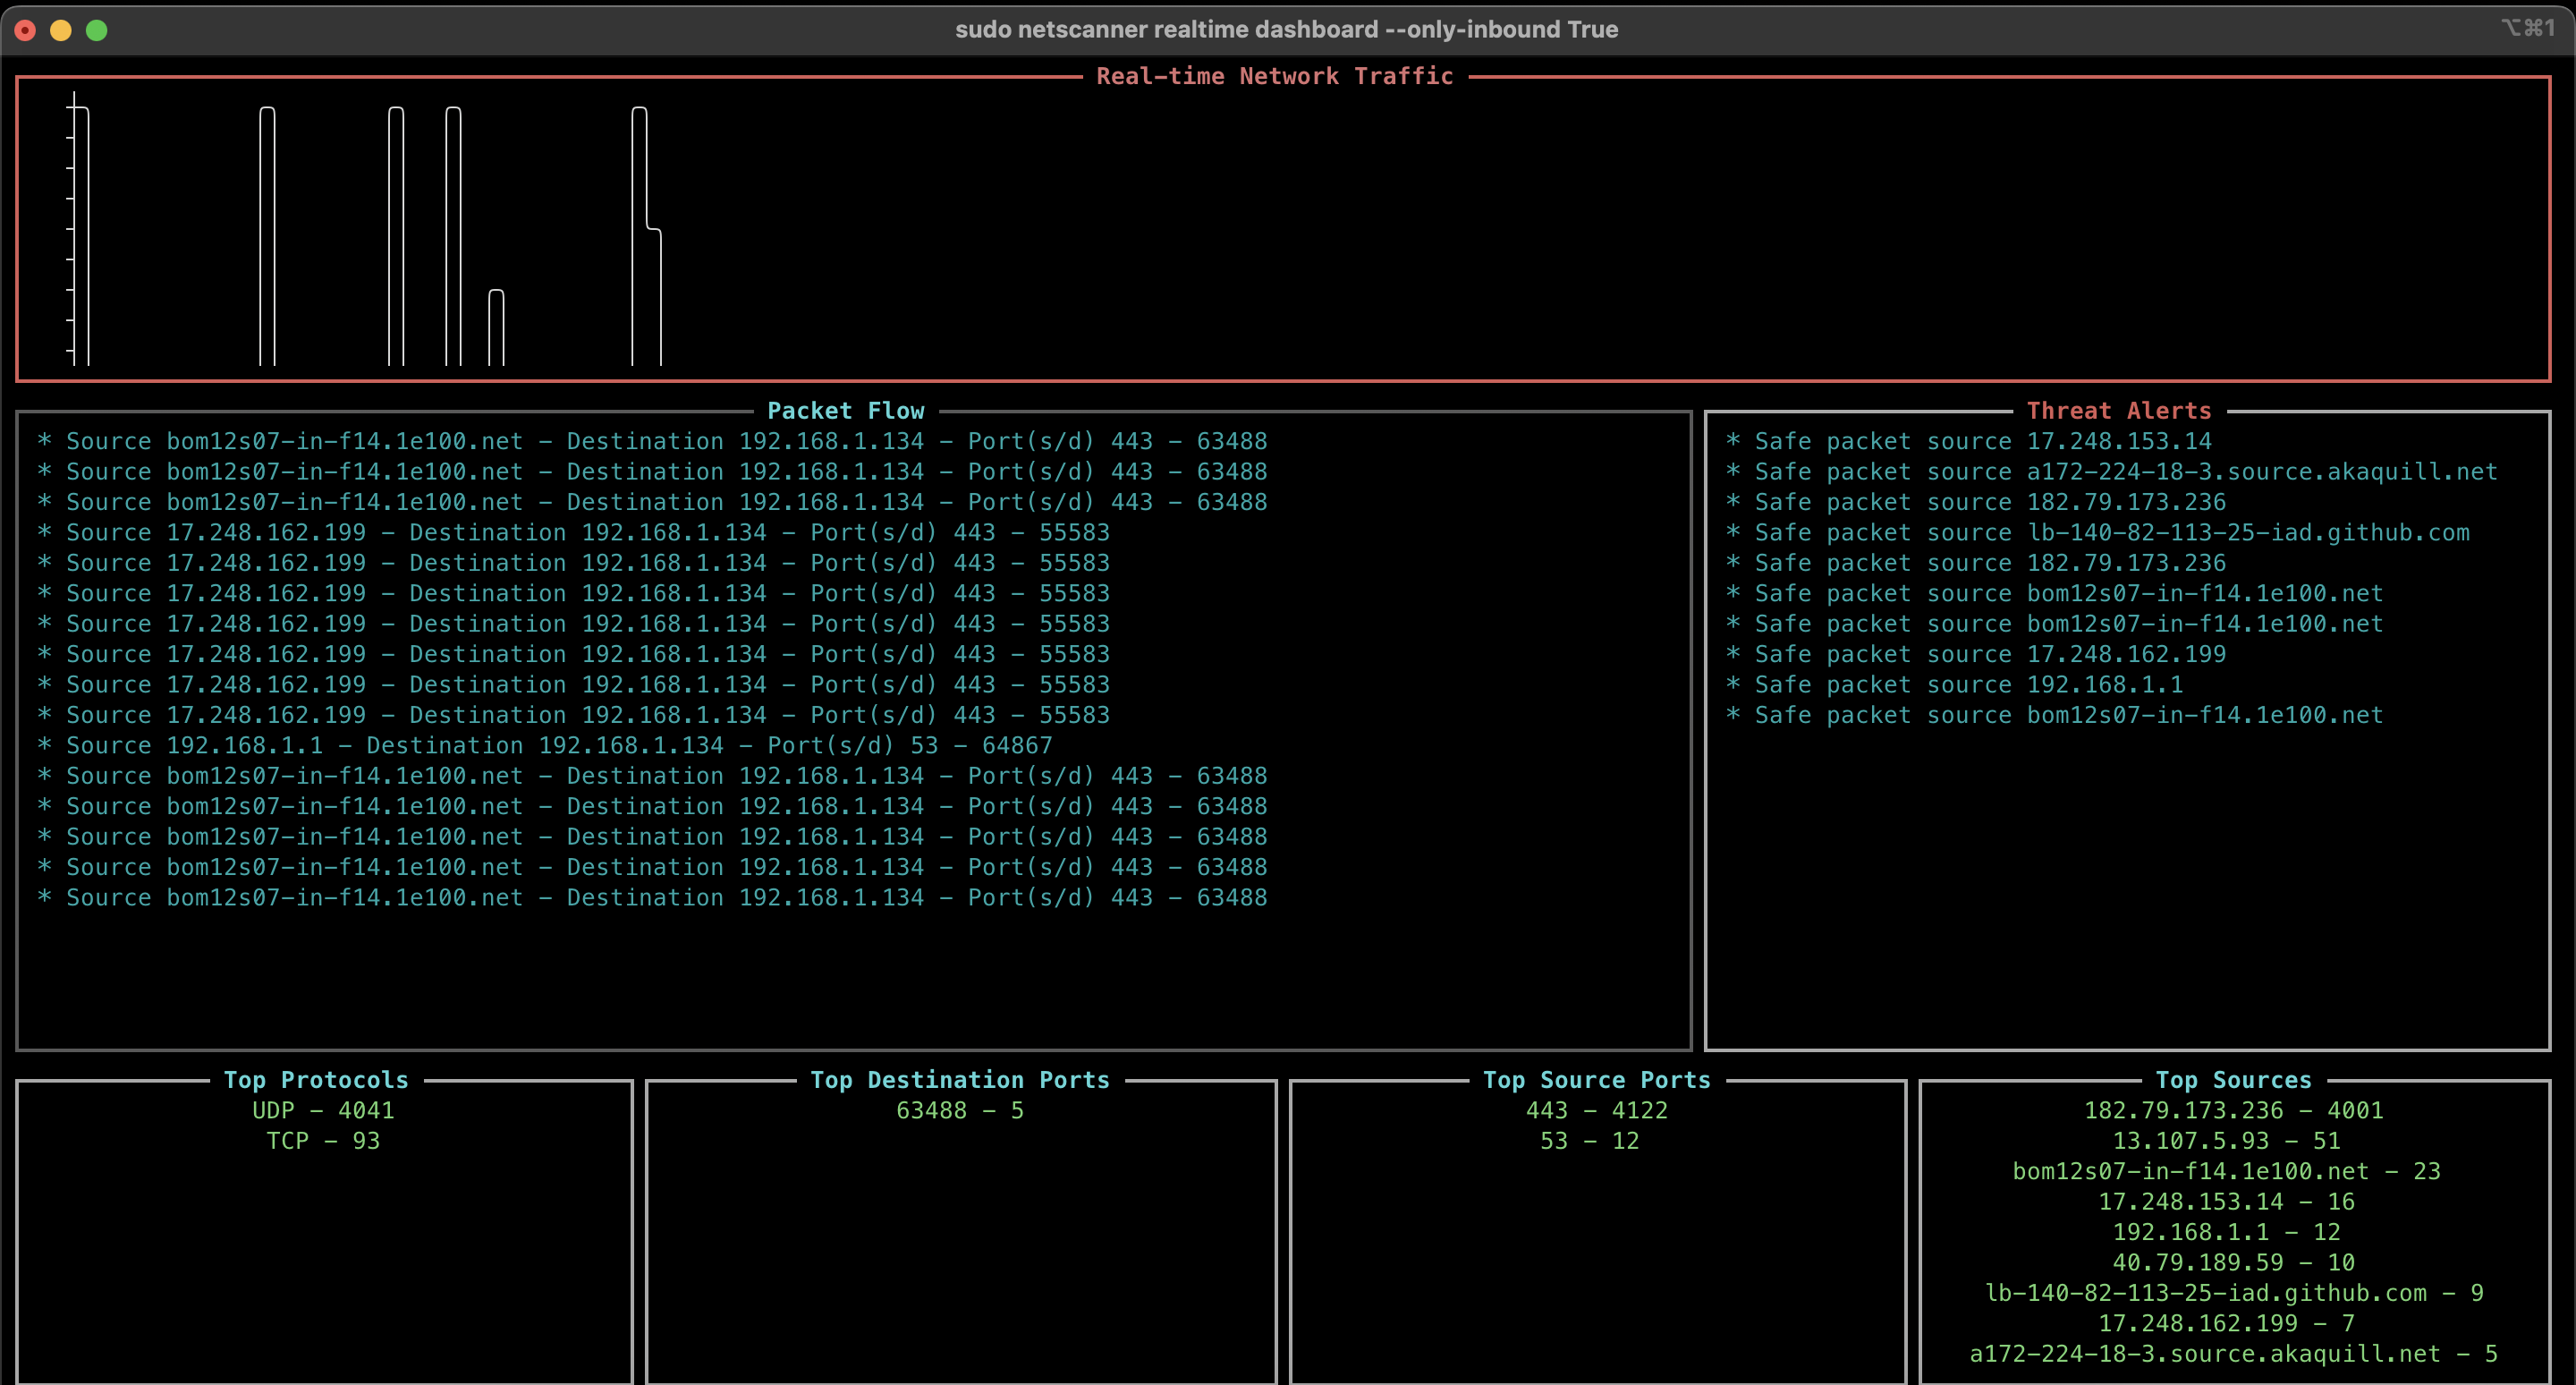 sudo netscanner realtime dashboard --only-inbound True
⌥⌘1
Real-time Network Traffic
Packet Flow
* Source bom12s07-in-f14.1e100.net - Destination 192.168.1.134 - Port(s/d) 443 - 63488
* Source bom12s07-in-f14.1e100.net - Destination 192.168.1.134 - Port(s/d) 443 - 63488
* Source bom12s07-in-f14.1e100.net - Destination 192.168.1.134 - Port(s/d) 443 - 63488
* Source 17.248.162.199 - Destination 192.168.1.134 - Port(s/d) 443 - 55583
* Source 17.248.162.199 - Destination 192.168.1.134 - Port(s/d) 443 - 55583
* Source 17.248.162.199 - Destination 192.168.1.134 - Port(s/d) 443 - 55583
* Source 17.248.162.199 - Destination 192.168.1.134 - Port(s/d) 443 - 55583
* Source 17.248.162.199 - Destination 192.168.1.134 - Port(s/d) 443 - 55583
* Source 17.248.162.199 - Destination 192.168.1.134 - Port(s/d) 443 - 55583
* Source 17.248.162.199 - Destination 192.168.1.134 - Port(s/d) 443 - 55583
* Source 192.168.1.1 - Destination 192.168.1.134 - Port(s/d) 53 - 64867
* Source bom12s07-in-f14.1e100.net - Destination 192.168.1.134 - Port(s/d) 443 - 63488
* Source bom12s07-in-f14.1e100.net - Destination 192.168.1.134 - Port(s/d) 443 - 63488
* Source bom12s07-in-f14.1e100.net - Destination 192.168.1.134 - Port(s/d) 443 - 63488
* Source bom12s07-in-f14.1e100.net - Destination 192.168.1.134 - Port(s/d) 443 - 63488
* Source bom12s07-in-f14.1e100.net - Destination 192.168.1.134 - Port(s/d) 443 - 63488
Threat Alerts
* Safe packet source 17.248.153.14
* Safe packet source a172-224-18-3.source.akaquill.net
* Safe packet source 182.79.173.236
* Safe packet source lb-140-82-113-25-iad.github.com
* Safe packet source 182.79.173.236
* Safe packet source bom12s07-in-f14.1e100.net
* Safe packet source bom12s07-in-f14.1e100.net
* Safe packet source 17.248.162.199
* Safe packet source 192.168.1.1
* Safe packet source bom12s07-in-f14.1e100.net
Top Protocols
UDP - 4041
TCP - 93
Top Destination Ports
63488 - 5
Top Source Ports
443 - 4122
53 - 12
Top Sources
182.79.173.236 - 4001
13.107.5.93 - 51
bom12s07-in-f14.1e100.net - 23
17.248.153.14 - 16
192.168.1.1 - 12
40.79.189.59 - 10
lb-140-82-113-25-iad.github.com - 9
17.248.162.199 - 7
a172-224-18-3.source.akaquill.net - 5